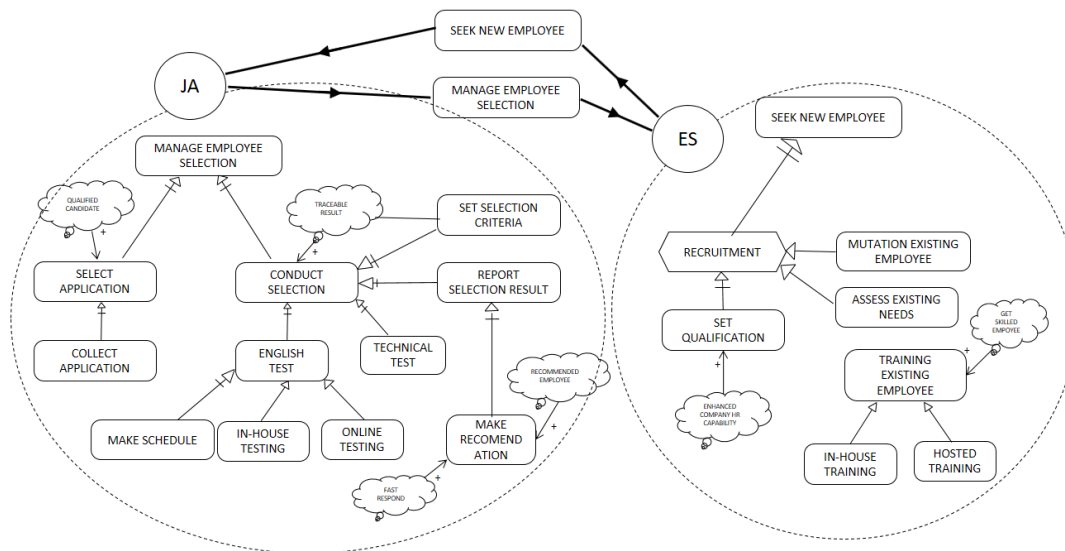 SEEK NEW EMPLOYEE
JA
MANAGE EMPLOYEE
SELECTION
ES
SEEK NEW EMPLOYEE
MANAGE EMPLOYEE
SELECTION
QUALIFIED
CANDIDATE
+
TRACEABLE
RESULT
+
SET SELECTION
CRITERIA
SELECT
APPLICATION
CONDUCT
SELECTION
REPORT
SELECTION RESULT
COLLECT
APPLICATION
ENGLISH
TEST
TECHNICAL
TEST
RECOMMENDED
EMPLOYEE
+
MAKE SCHEDULE
IN-HOUSE
TESTING
ONLINE
TESTING
MAKE
RECOMEND
ATION
FAST
RESPOND
+
RECRUITMENT
MUTATION EXISTING
EMPLOYEE
ASSESS EXISTING
NEEDS
SET
QUALIFICATION
GET
SKILLED
EMPOYEE
+
TRAINING
EXISTING
EMPLOYEE
+
ENHANCED
COMPANY HR
CAPABILITY
IN-HOUSE
TRAINING
HOSTED
TRAINING